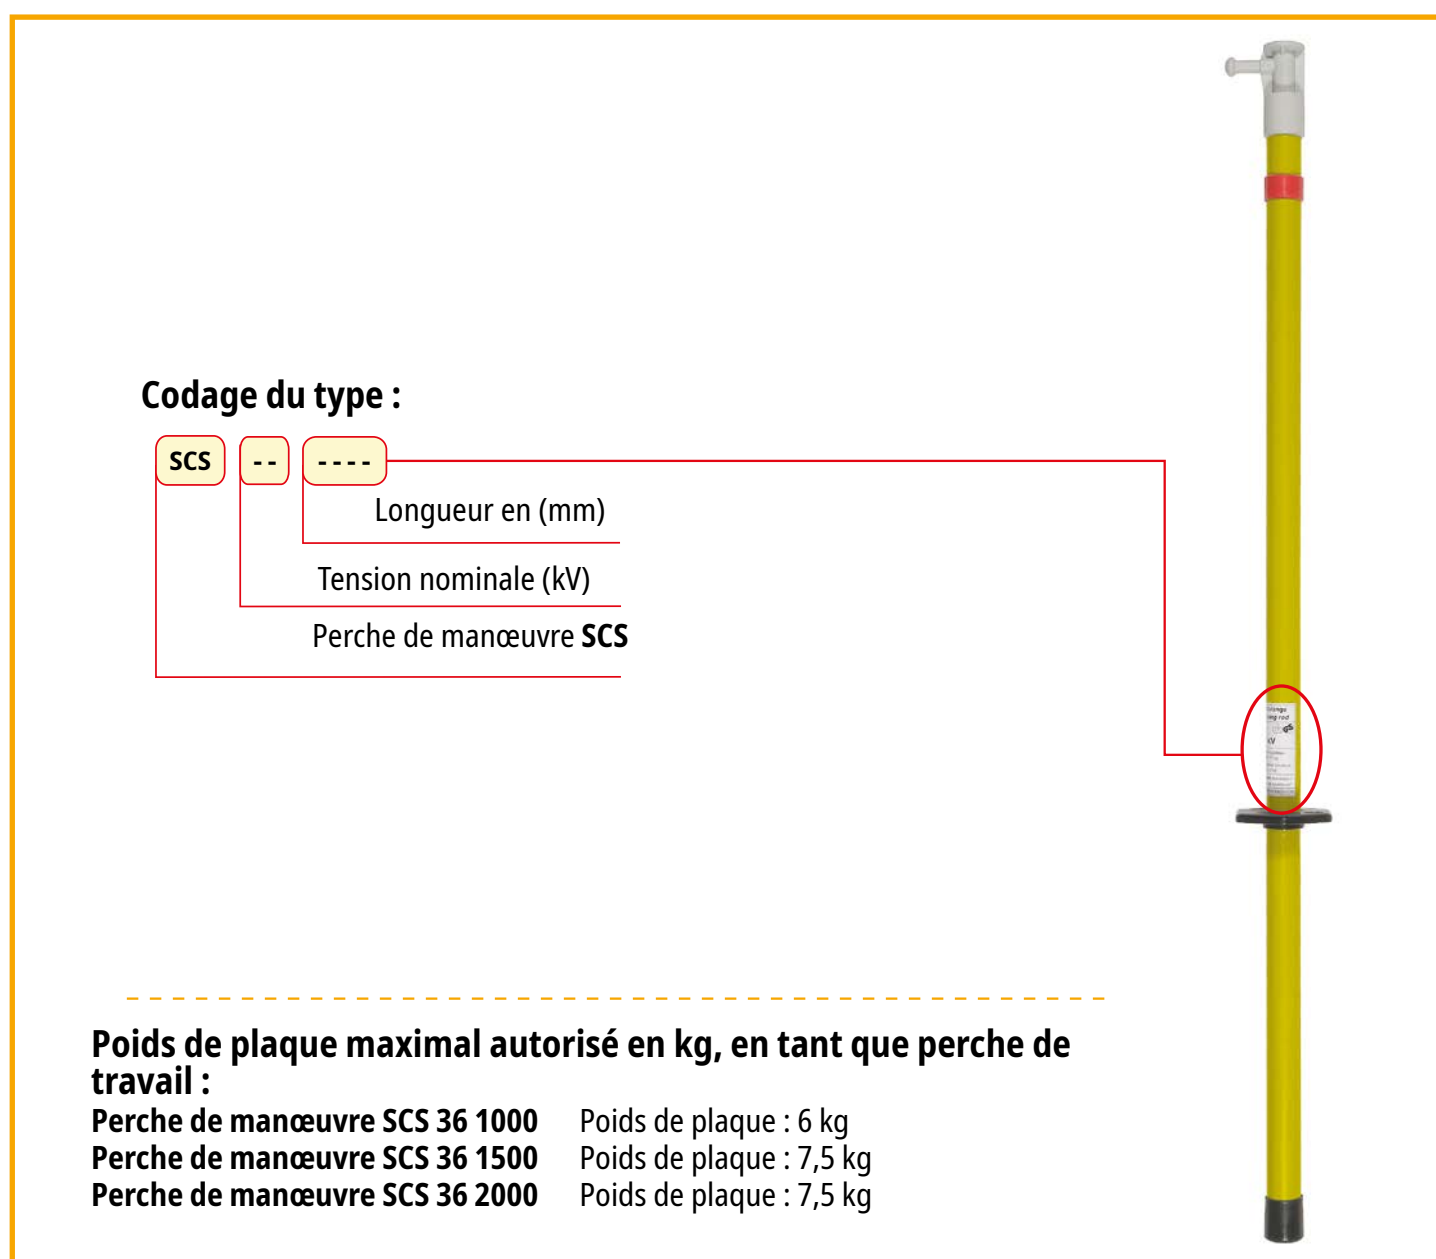 Codage du type :
SCS -- ----
Longueur en (mm)
Tension nominale (kV)
Perche de manœuvre SCS
kV
Poids de plaque maximal autorisé en kg, en tant que perche de
travail :
Perche de manœuvre SCS 36 1000 Poids de plaque : 6 kg
Perche de manœuvre SCS 36 1500 Poids de plaque : 7,5 kg
Perche de manœuvre SCS 36 2000 Poids de plaque : 7,5 kg